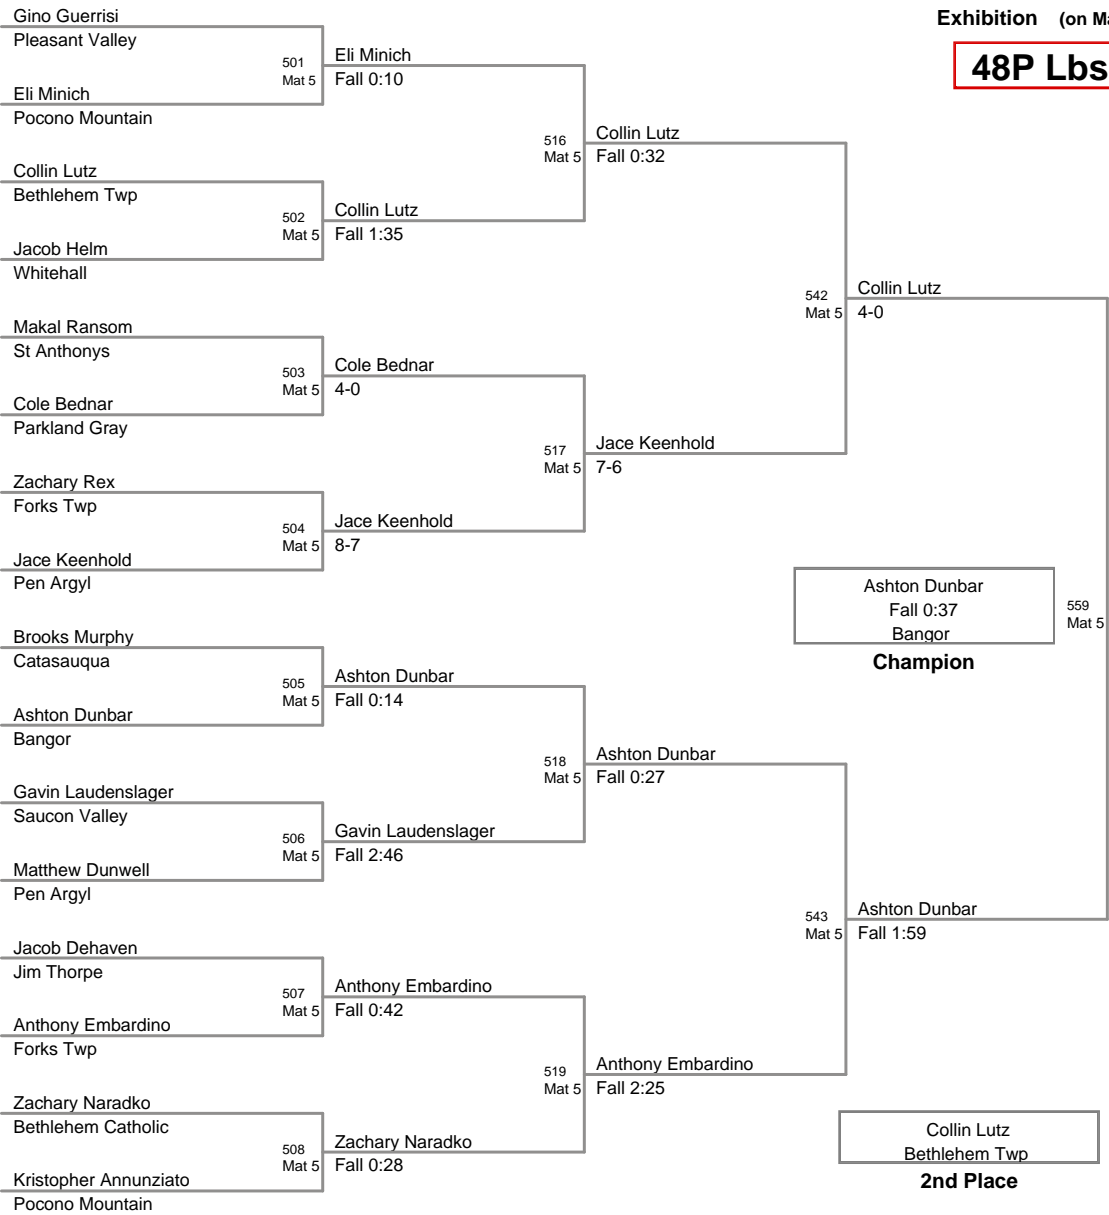 Exhibition (on Ma
48P Lbs
Gino Guerrisi
Pleasant Valley
501
Mat 5
Eli Minich
Fall 0:10
Eli Minich
Pocono Mountain
516
Mat 5
Collin Lutz
Fall 0:32
Collin Lutz
Bethlehem Twp
502
Mat 5
Collin Lutz
Fall 1:35
Jacob Helm
Whitehall
542
Mat 5
Collin Lutz
4-0
Makal Ransom
St Anthonys
503
Mat 5
Cole Bednar
4-0
Cole Bednar
Parkland Gray
517
Mat 5
Jace Keenhold
7-6
Zachary Rex
Forks Twp
504
Mat 5
Jace Keenhold
8-7
Jace Keenhold
Pen Argyl
Ashton Dunbar
Fall 0:37
Bangor
Champion
559
Mat 5
Brooks Murphy
Catasauqua
505
Mat 5
Ashton Dunbar
Fall 0:14
Ashton Dunbar
Bangor
518
Mat 5
Ashton Dunbar
Fall 0:27
Gavin Laudenslager
Saucon Valley
506
Mat 5
Gavin Laudenslager
Fall 2:46
Matthew Dunwell
Pen Argyl
543
Mat 5
Ashton Dunbar
Fall 1:59
Jacob Dehaven
Jim Thorpe
507
Mat 5
Anthony Embardino
Fall 0:42
Anthony Embardino
Forks Twp
519
Mat 5
Anthony Embardino
Fall 2:25
Zachary Naradko
Bethlehem Catholic
508
Mat 5
Zachary Naradko
Fall 0:28
Kristopher Annunziato
Pocono Mountain
Collin Lutz
Bethlehem Twp
2nd Place